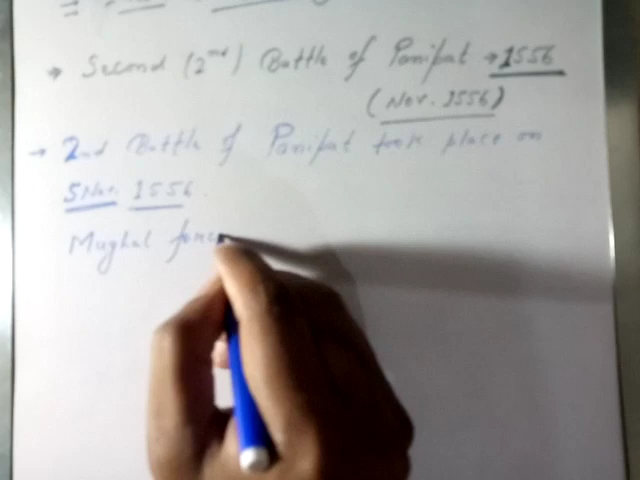 → Second (2nd) Battle of Panipat → 1556
(Nov. 1556)
→ 2nd Battle of Panipat took place on
5 Nov. 1556.
Mughal forc